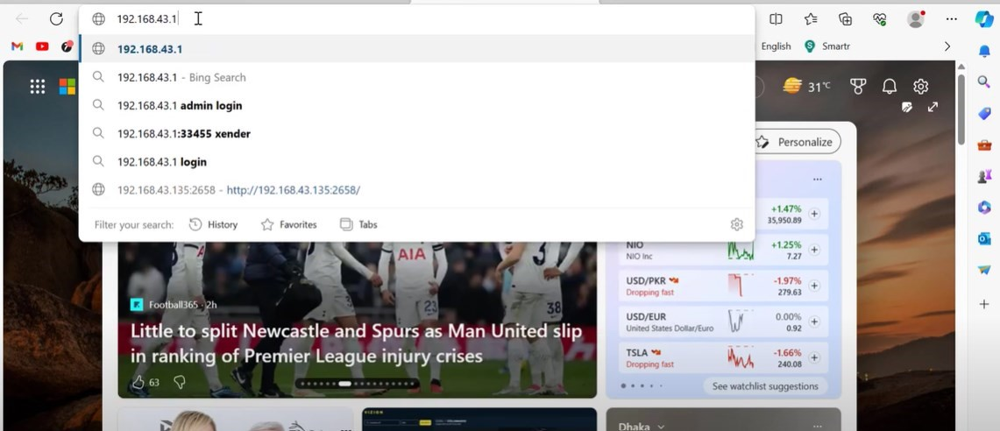 192.168.43.1
192.168.43.1
192.168.43.1 - Bing Search
192.168.43.1 admin login
192.168.43.1:33455 xender
192.168.43.1 login
192.168.43.135:2658 - http://192.168.43.135:2658/
Filter your search: History Favorites Tabs
English Smartr
31°C
Personalize
+1.47%
35,950.89
NIO +1.25%
NIO Inc 7.27
USD/PKR -1.97%
Dropping fast 279.63
USD/EUR 0.00%
United States Dollar/Euro 0.92
TSLA -1.66%
Dropping fast 240.08
See watchlist suggestions
AIA
23
38
Football365 · 2h
Little to split Newcastle and Spurs as Man United slip
in ranking of Premier League injury crises
63
Dhaka